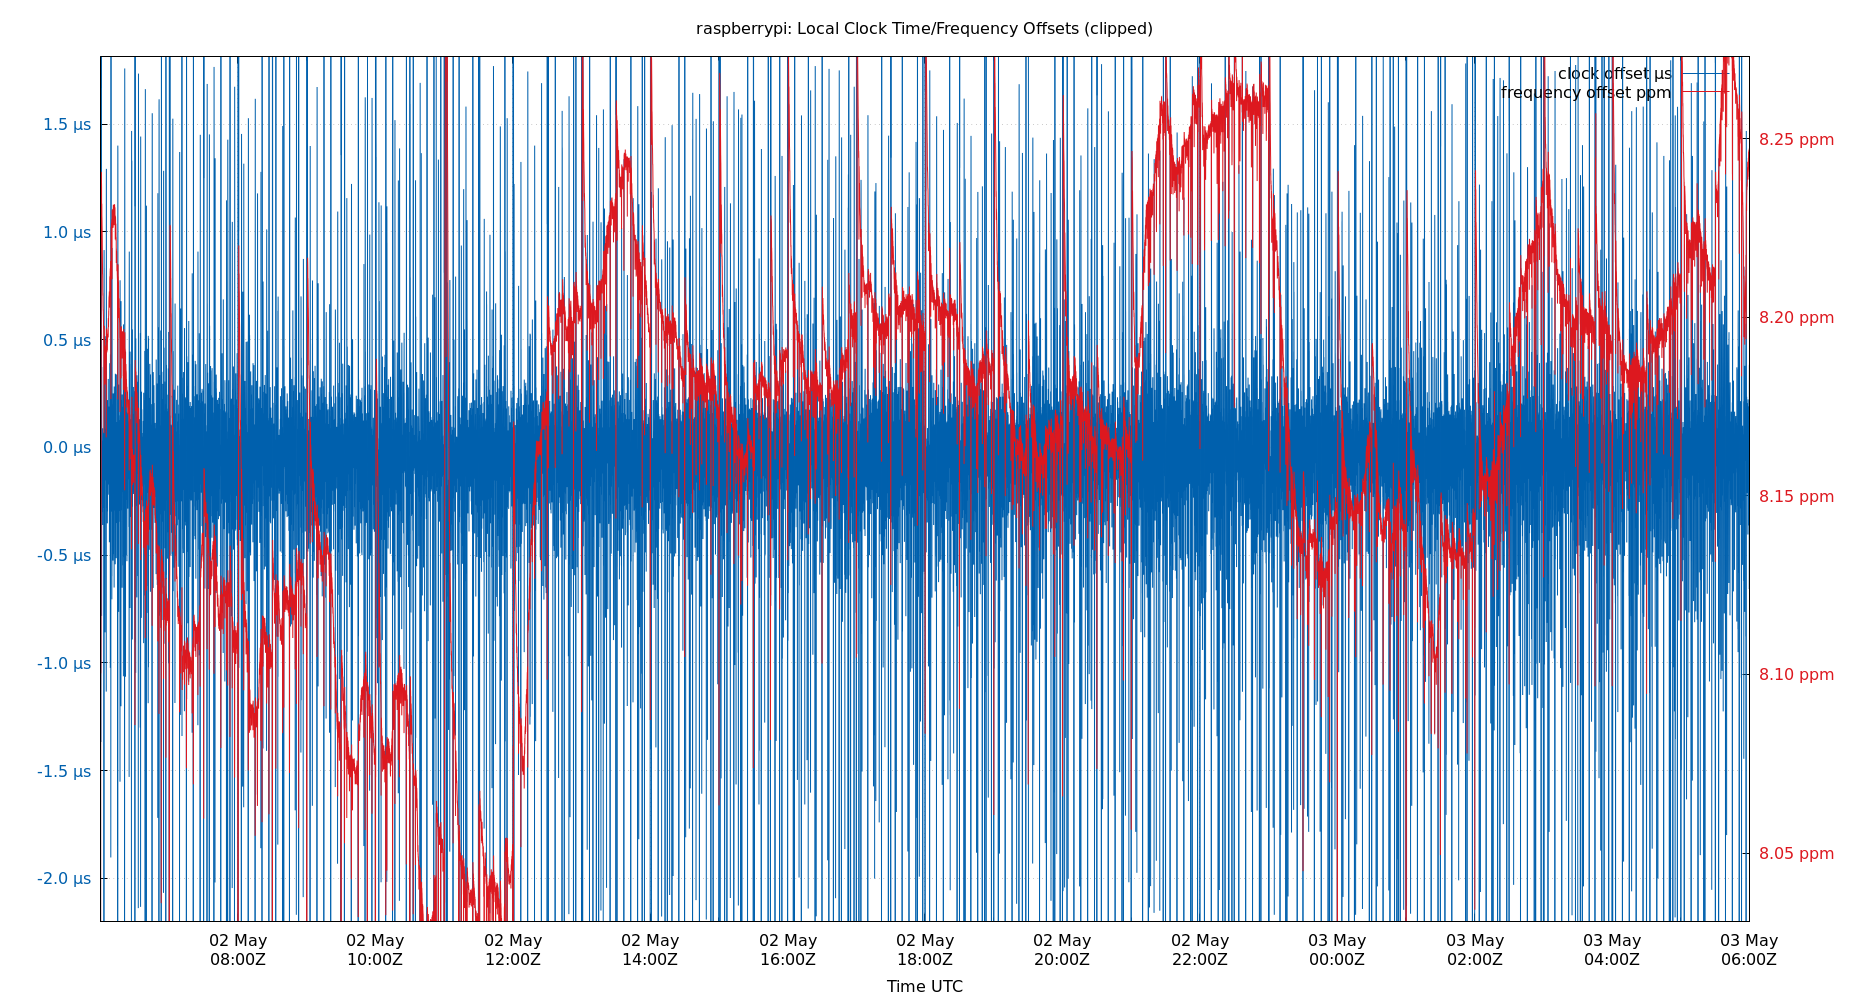 raspberrypi: Local Clock Time/Frequency Offsets (clipped)
clock offset µs
frequency offset ppm
1.5 µs
1.0 µs
0.5 µs
0.0 µs
-0.5 µs
-1.0 µs
-1.5 µs
-2.0 µs
8.25 ppm
8.20 ppm
8.15 ppm
8.10 ppm
8.05 ppm
02 May
08:00Z
02 May
10:00Z
02 May
12:00Z
02 May
14:00Z
02 May
16:00Z
02 May
18:00Z
02 May
20:00Z
02 May
22:00Z
03 May
00:00Z
03 May
02:00Z
03 May
04:00Z
03 May
06:00Z
Time UTC